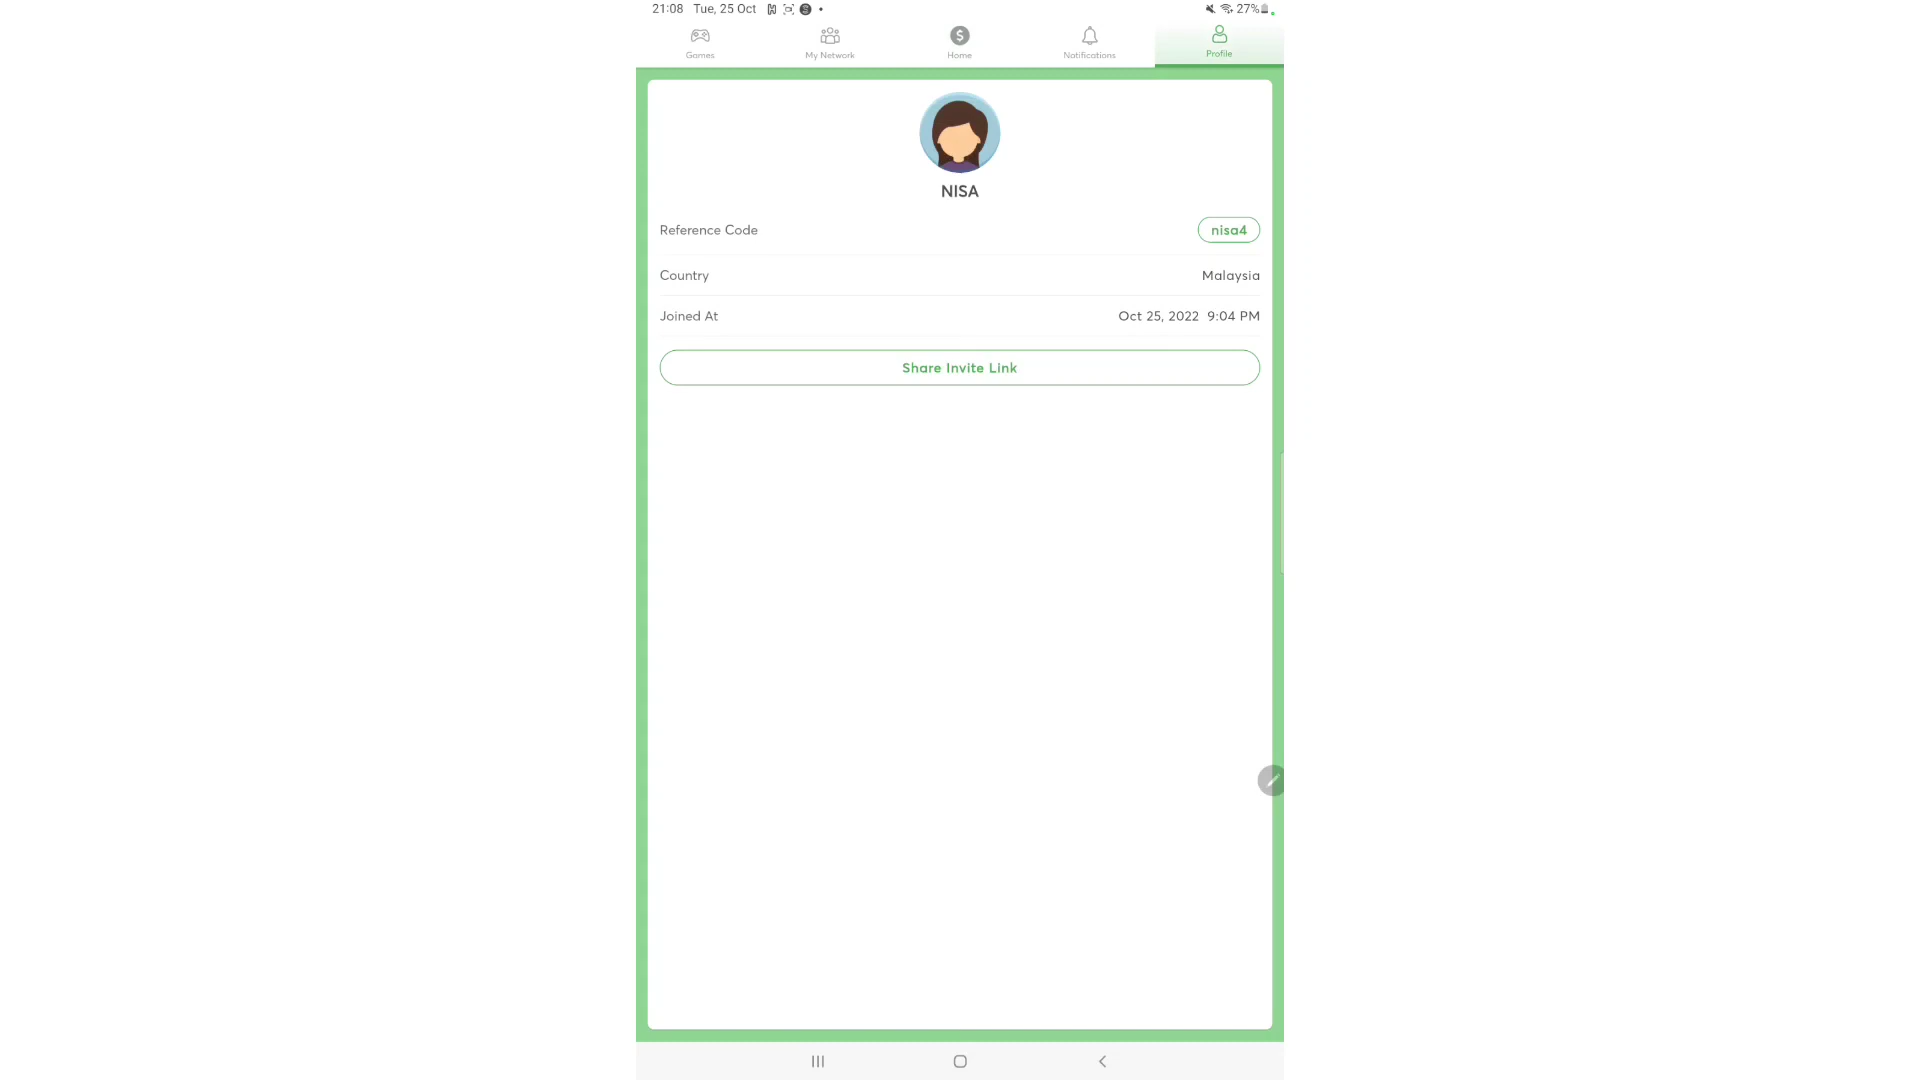 21:08 Tue, 25 Oct 27%
Games My Network Home Notifications Profile
NISA
Reference Code nisa4
Country Malaysia
Joined At Oct 25, 2022 9:04 PM
Share Invite Link